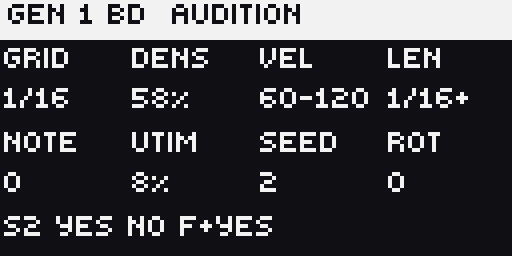 GEN 1 BD AUDITION
GRID DENS VEL LEN
1/16 58% 60-120 1/16+
NOTE UTIM SEED ROT
0 8% 2 0
S2 YES NO F+YES